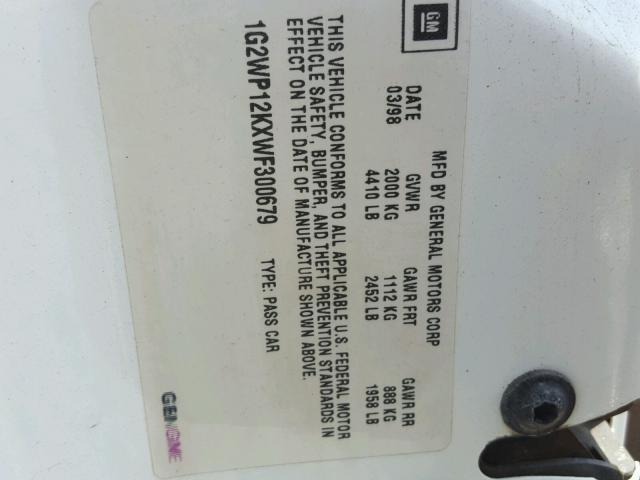 GM
MFD BY GENERAL MOTORS CORP
DATE GVWR GAWR FRT GAWR RR
03/98 2000 KG 1112 KG 888 KG
4410 LB 2452 LB 1958 LB
THIS VEHICLE CONFORMS TO ALL APPLICABLE U.S. FEDERAL MOTOR
VEHICLE SAFETY, BUMPER, AND THEFT PREVENTION STANDARDS IN
EFFECT ON THE DATE OF MANUFACTURE SHOWN ABOVE.
1G2WP12KXWF300679 TYPE: PASS CAR